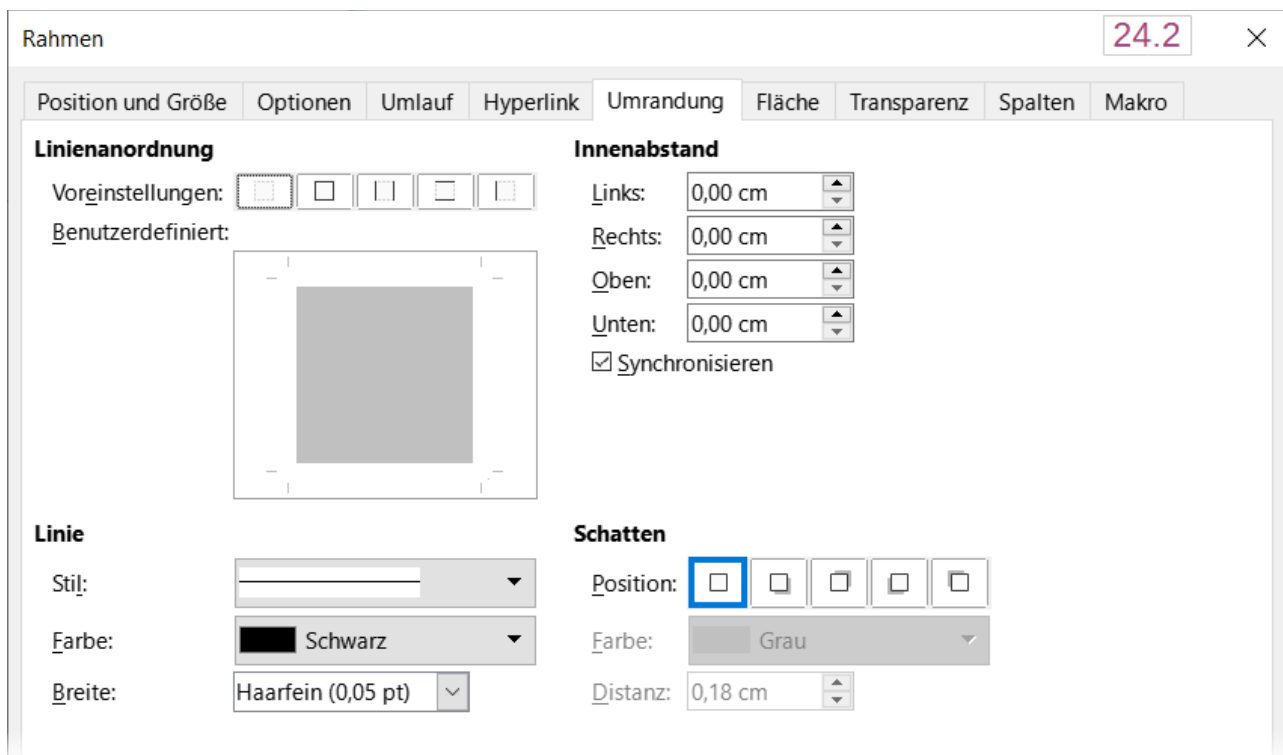 Rahmen 24.2
Position und Größe Optionen Umlauf Hyperlink Umrandung Fläche Transparenz Spalten Makro
Linienanordnung
Voreinstellungen:
Benutzerdefiniert:
Innenabstand
Links: 0,00 cm
Rechts: 0,00 cm
Oben: 0,00 cm
Unten: 0,00 cm
Synchronisieren
Linie
Stil:
Farbe: Schwarz
Breite: Haarfein (0,05 pt)
Schatten
Position:
Farbe: Grau
Distanz: 0,18 cm